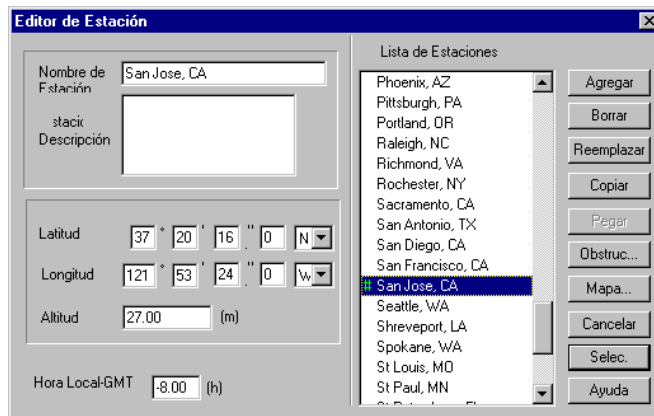 Editor de Estación
Nombre de
Estación
San Jose, CA
stació
Descripción
Latitud 37 ° 20 ' 16 . " 0 N
Longitud 121 ° 53 ' 24 . " 0 W
Altitud 27.00 (m)
Hora Local-GMT -8.00 (h)
Lista de Estaciones
Phoenix, AZ
Pittsburgh, PA
Portland, OR
Raleigh, NC
Richmond, VA
Rochester, NY
Sacramento, CA
San Antonio, TX
San Diego, CA
San Francisco, CA
# San Jose, CA
Seattle, WA
Shreveport, LA
Spokane, WA
St Louis, MO
St Paul, MN
Agregar
Borrar
Reemplazar
Copiar
Pegar
Obstruc...
Mapa...
Cancelar
Selec.
Ayuda